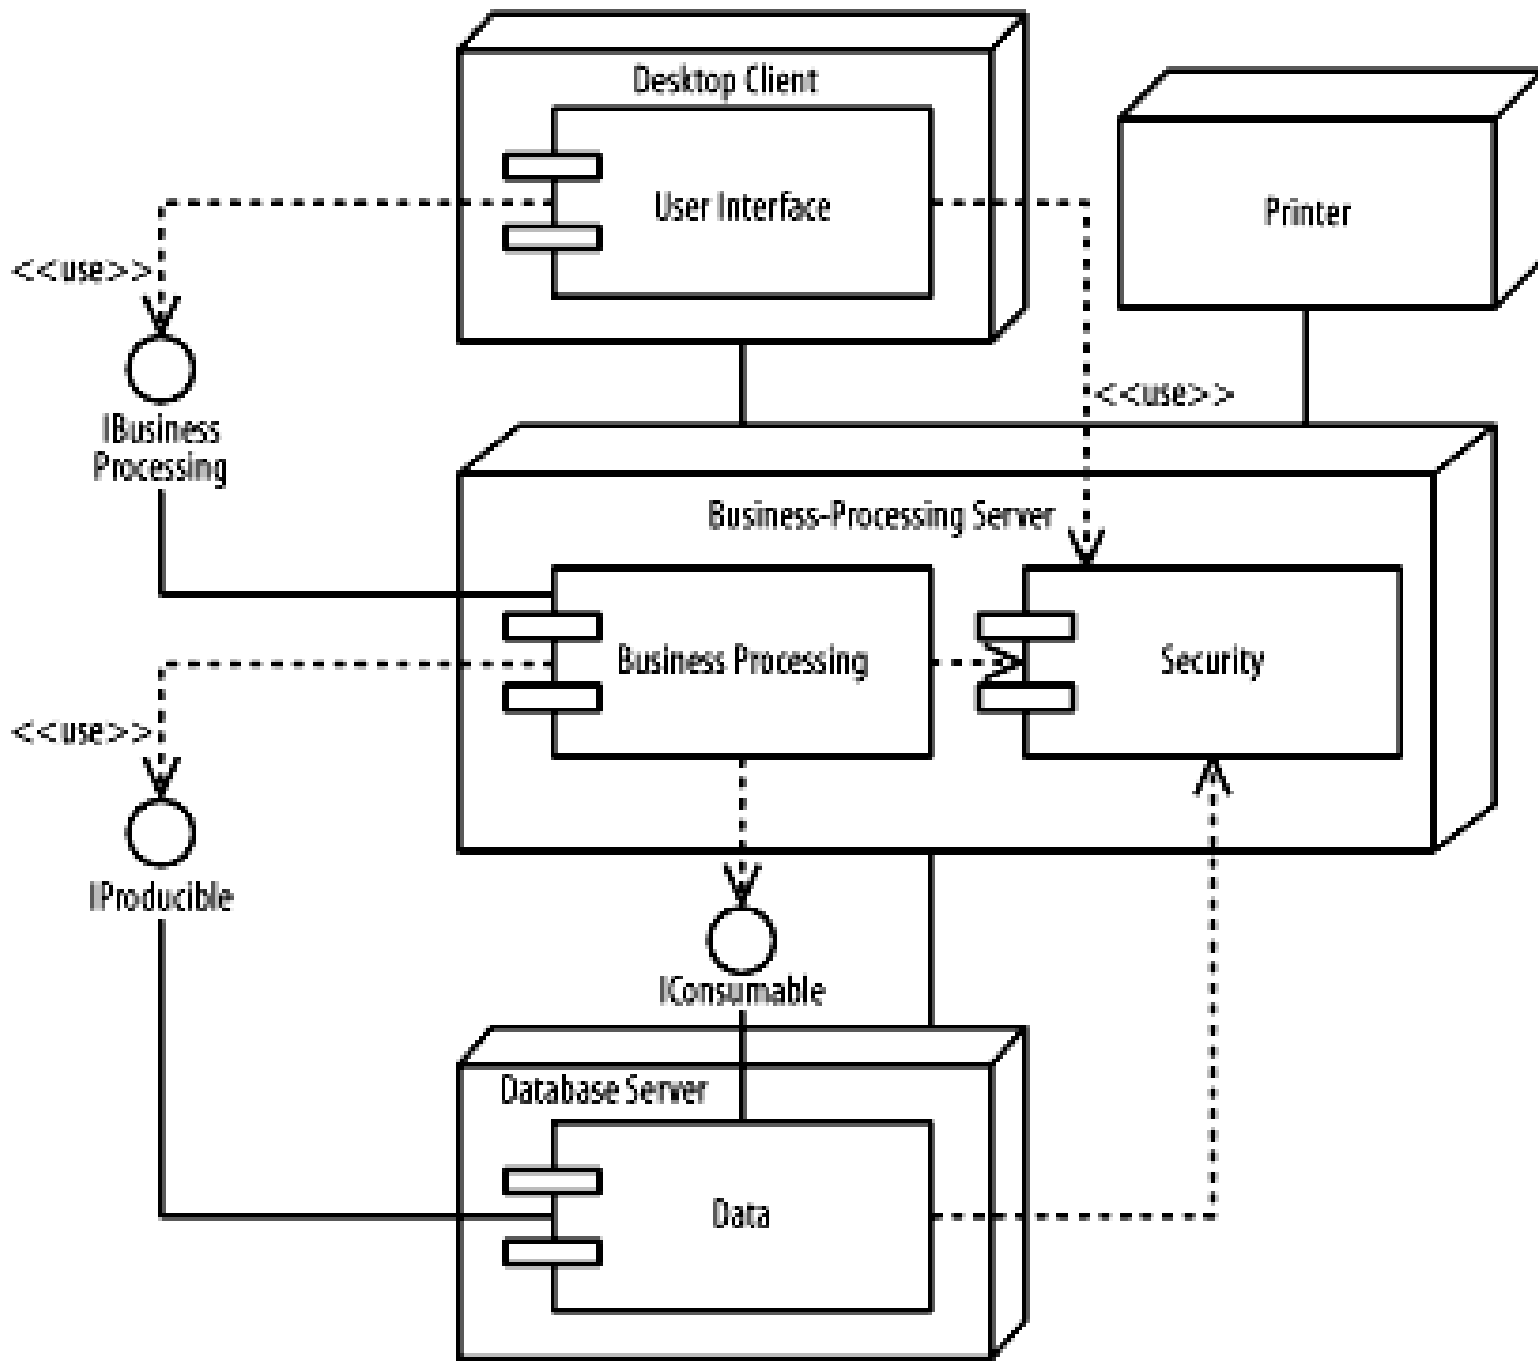 Desktop Client
User Interface
Printer
<<use>>
IBusiness
Processing
<<use>>
Business-Processing Server
Business Processing
Security
<<use>>
IProducible
IConsumable
Database Server
Data